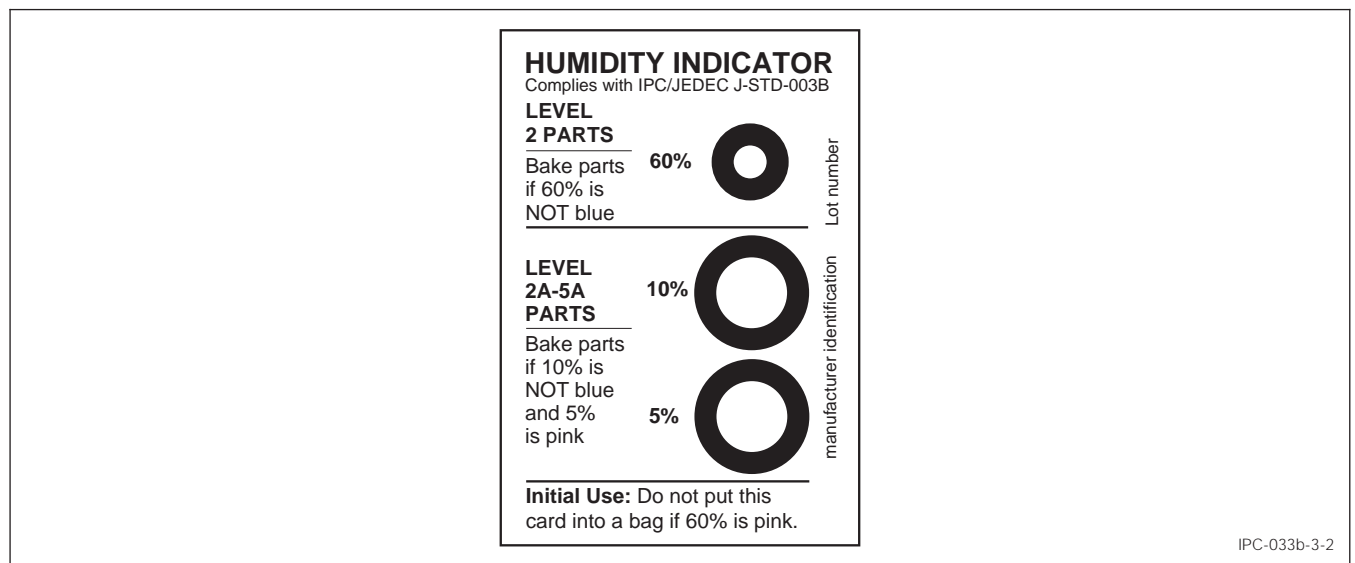 HUMIDITY INDICATOR
Complies with IPC/JEDEC J-STD-003B
LEVEL
2 PARTS
Bake parts
if 60% is
NOT blue
60%
Lot number
LEVEL
2A-5A
PARTS
Bake parts
if 10% is
NOT blue
and 5%
is pink
10%
5%
manufacturer identification
Initial Use: Do not put this
card into a bag if 60% is pink.
IPC-033b-3-2